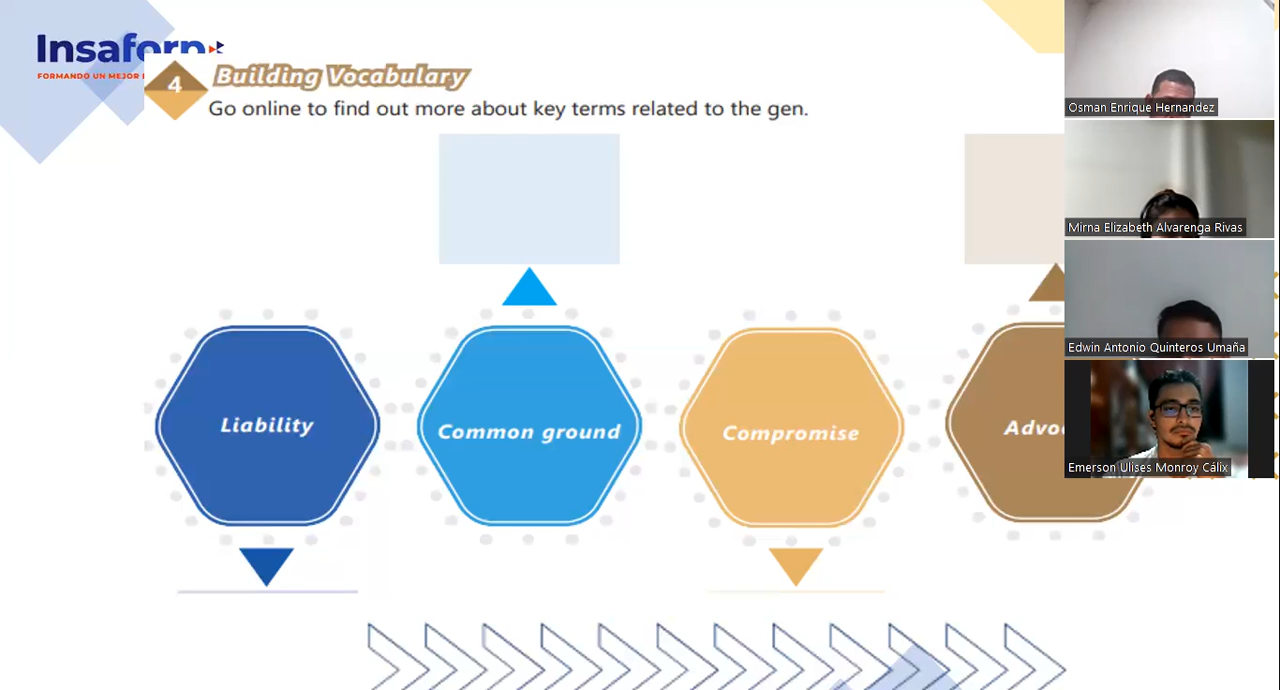 Insaforp
FORMANDO UN MEJOR
4
Building Vocabulary
Go online to find out more about key terms related to the gen.
Liability
Common ground
Compromise
Osman Enrique Hernandez
Mirna Elizabeth Alvarenga Rivas
Edwin Antonio Quinteros Umaña
Emerson Ulises Monroy Cálix